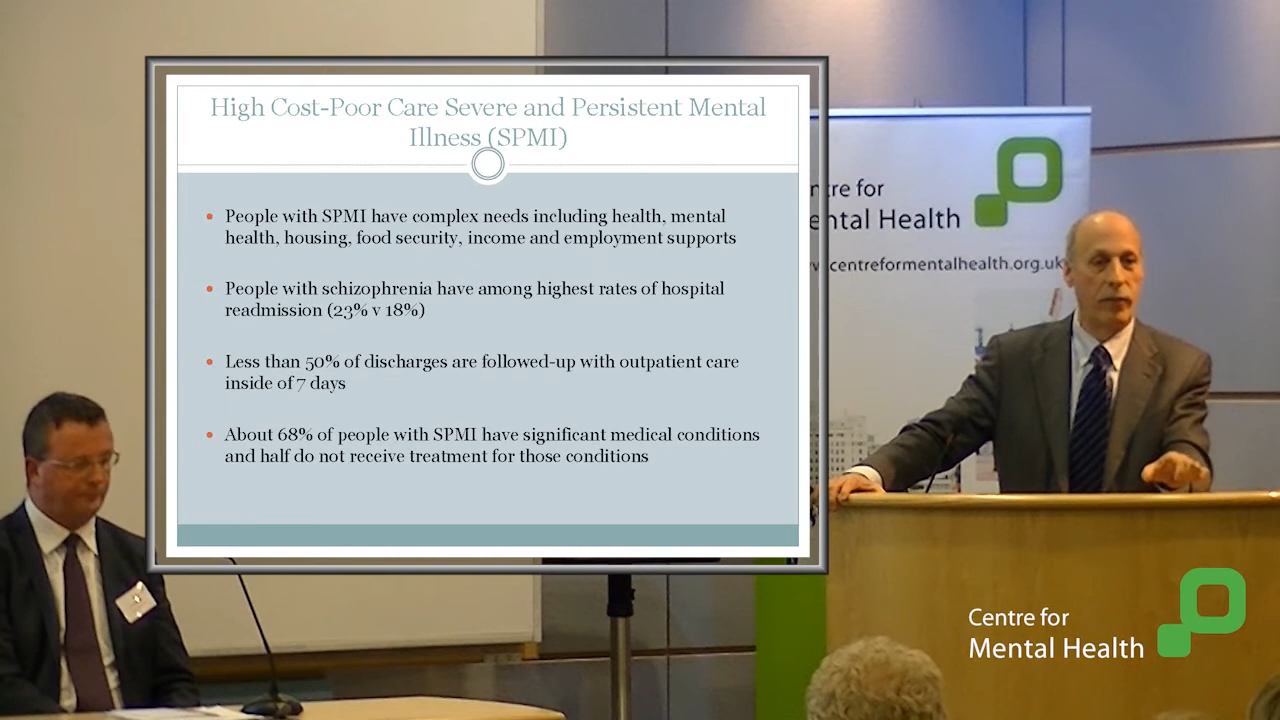 High Cost-Poor Care Severe and Persistent Mental
Illness (SPMI)
• People with SPMI have complex needs including health, mental
health, housing, food security, income and employment supports
• People with schizophrenia have among highest rates of hospital
readmission (23% v 18%)
• Less than 50% of discharges are followed-up with outpatient care
inside of 7 days
• About 68% of people with SPMI have significant medical conditions
and half do not receive treatment for those conditions
ntre for
ental Health
centreformentalhealth.org.uk
Centre for
Mental Health